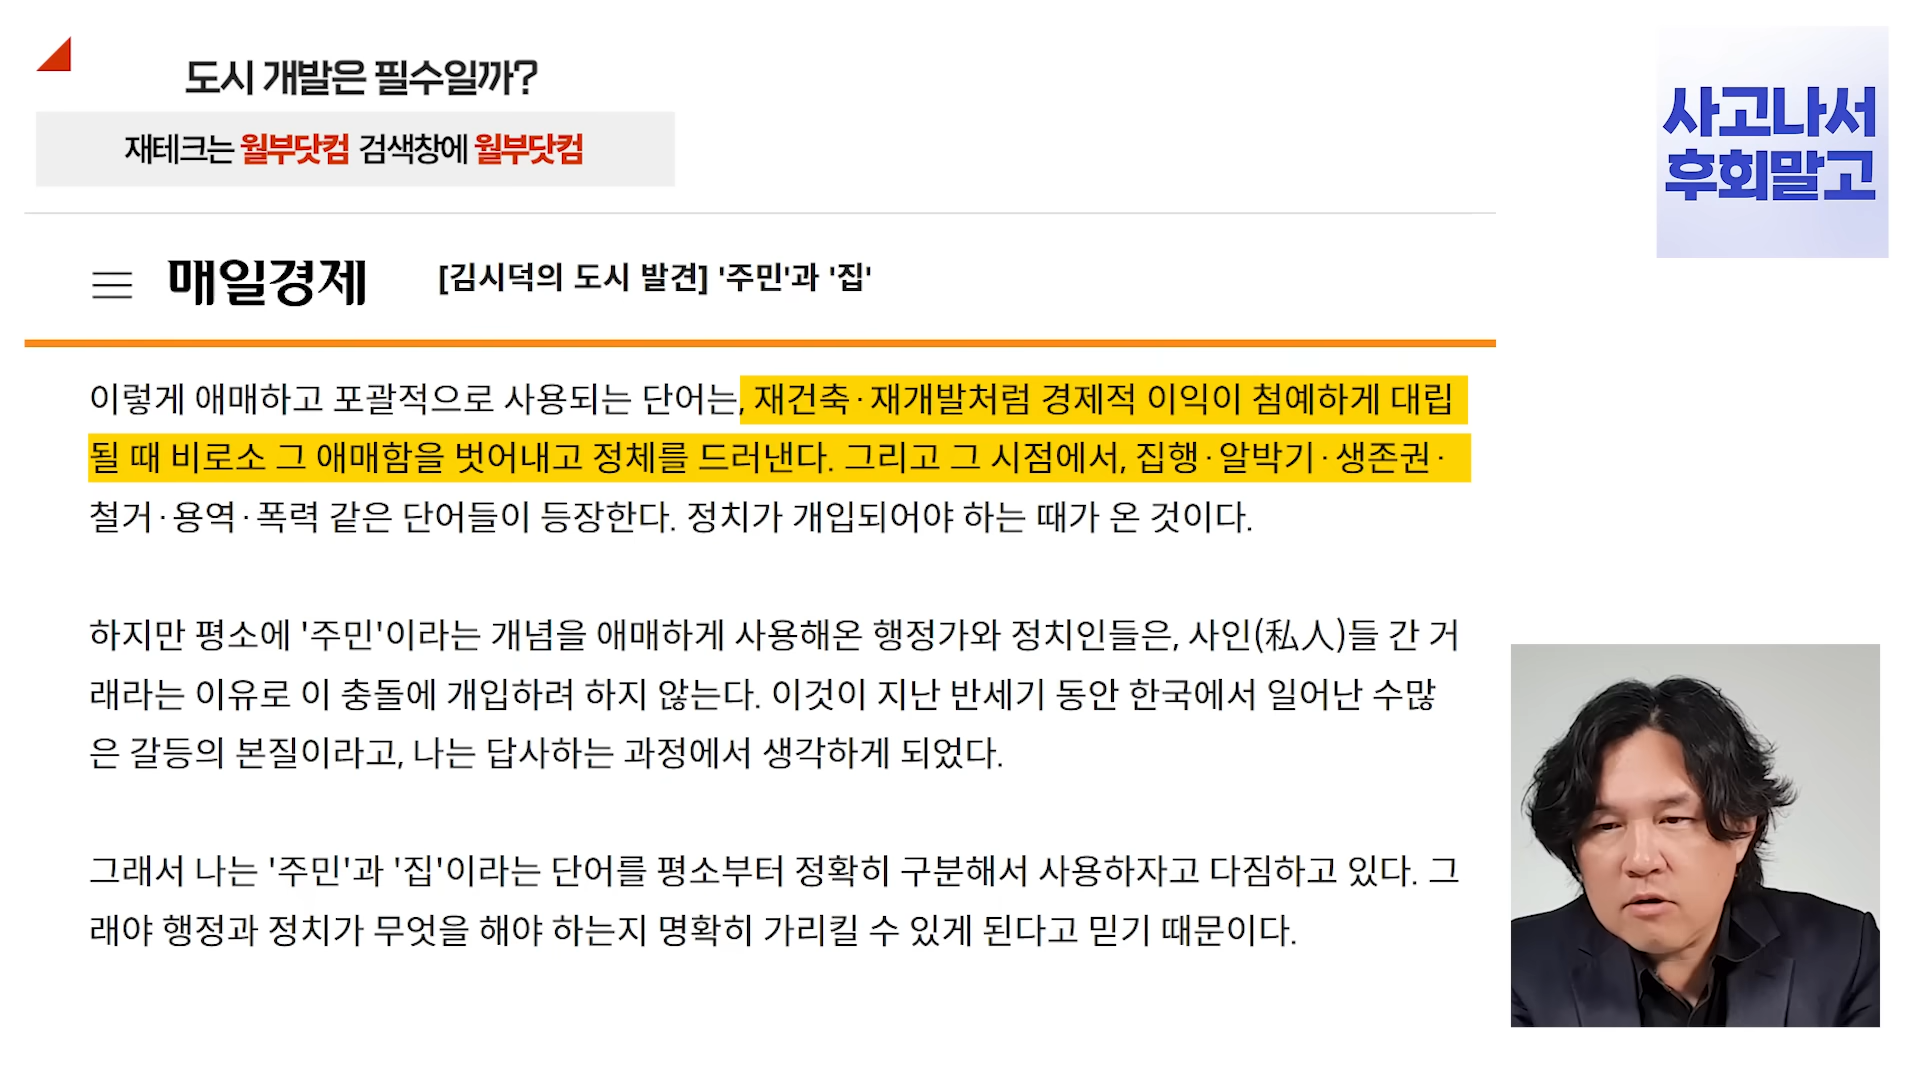 도시 개발은 필수일까?
재테크는 월부닷컴 검색창에 월부닷컴
사고나서
후회말고
매일경제
[김시덕의 도시 발견] '주민'과 '집'
이렇게 애매하고 포괄적으로 사용되는 단어는, 재건축·재개발처럼 경제적 이익이 첨예하게 대립
될 때 비로소 그 애매함을 벗어내고 정체를 드러낸다. 그리고 그 시점에서, 집행·알박기·생존권·
철거·용역·폭력 같은 단어들이 등장한다. 정치가 개입되어야 하는 때가 온 것이다.
하지만 평소에 '주민'이라는 개념을 애매하게 사용해온 행정가와 정치인들은, 사인(私人)들 간 거
래라는 이유로 이 충돌에 개입하려 하지 않는다. 이것이 지난 반세기 동안 한국에서 일어난 수많
은 갈등의 본질이라고, 나는 답사하는 과정에서 생각하게 되었다.
그래서 나는 '주민'과 '집'이라는 단어를 평소부터 정확히 구분해서 사용하자고 다짐하고 있다. 그
래야 행정과 정치가 무엇을 해야 하는지 명확히 가리킬 수 있게 된다고 믿기 때문이다.